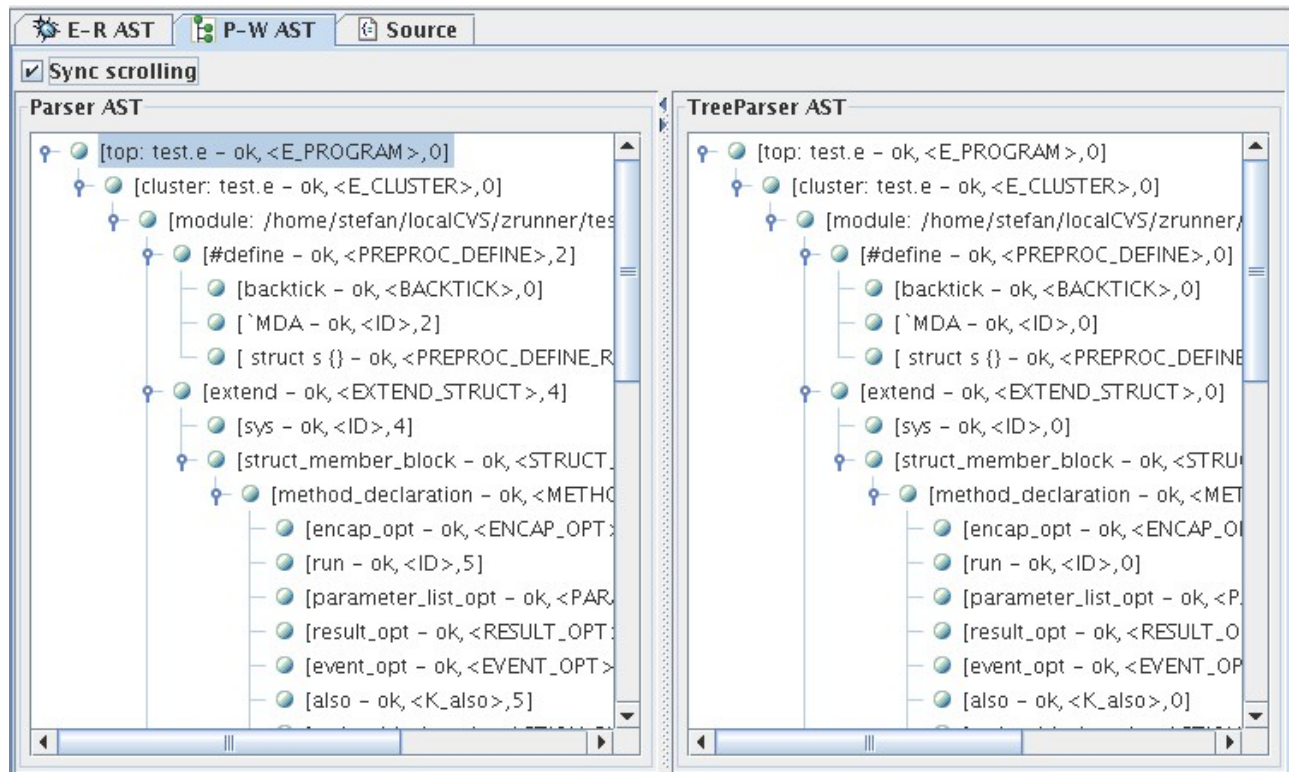 E-R AST P-W AST Source
Sync scrolling
Parser AST
[top: test.e - ok, <E_PROGRAM>,0]
[cluster: test.e - ok, <E_CLUSTER>,0]
[module: /home/stefan/localCVS/zrunner/tes
[#define - ok, <PREPROC_DEFINE>,2]
[backtick - ok, <BACKTICK>,0]
[`MDA - ok, <ID>,2]
[ struct s {} - ok, <PREPROC_DEFINE_R
[extend - ok, <EXTEND_STRUCT>,4]
[sys - ok, <ID>,4]
[struct_member_block - ok, <STRUCT_
[method_declaration - ok, <METHO
[encap_opt - ok, <ENCAP_OPT>
[run - ok, <ID>,5]
[parameter_list_opt - ok, <PARA
[result_opt - ok, <RESULT_OPT>
[event_opt - ok, <EVENT_OPT>
[also - ok, <K_also>,5]
TreeParser AST
[top: test.e - ok, <E_PROGRAM>,0]
[cluster: test.e - ok, <E_CLUSTER>,0]
[module: /home/stefan/localCVS/zrunner/
[#define - ok, <PREPROC_DEFINE>,0]
[backtick - ok, <BACKTICK>,0]
[`MDA - ok, <ID>,0]
[ struct s {} - ok, <PREPROC_DEFINE
[extend - ok, <EXTEND_STRUCT>,0]
[sys - ok, <ID>,0]
[struct_member_block - ok, <STRU
[method_declaration - ok, <MET
[encap_opt - ok, <ENCAP_O
[run - ok, <ID>,0]
[parameter_list_opt - ok, <P
[result_opt - ok, <RESULT_O
[event_opt - ok, <EVENT_OP
[also - ok, <K_also>,0]